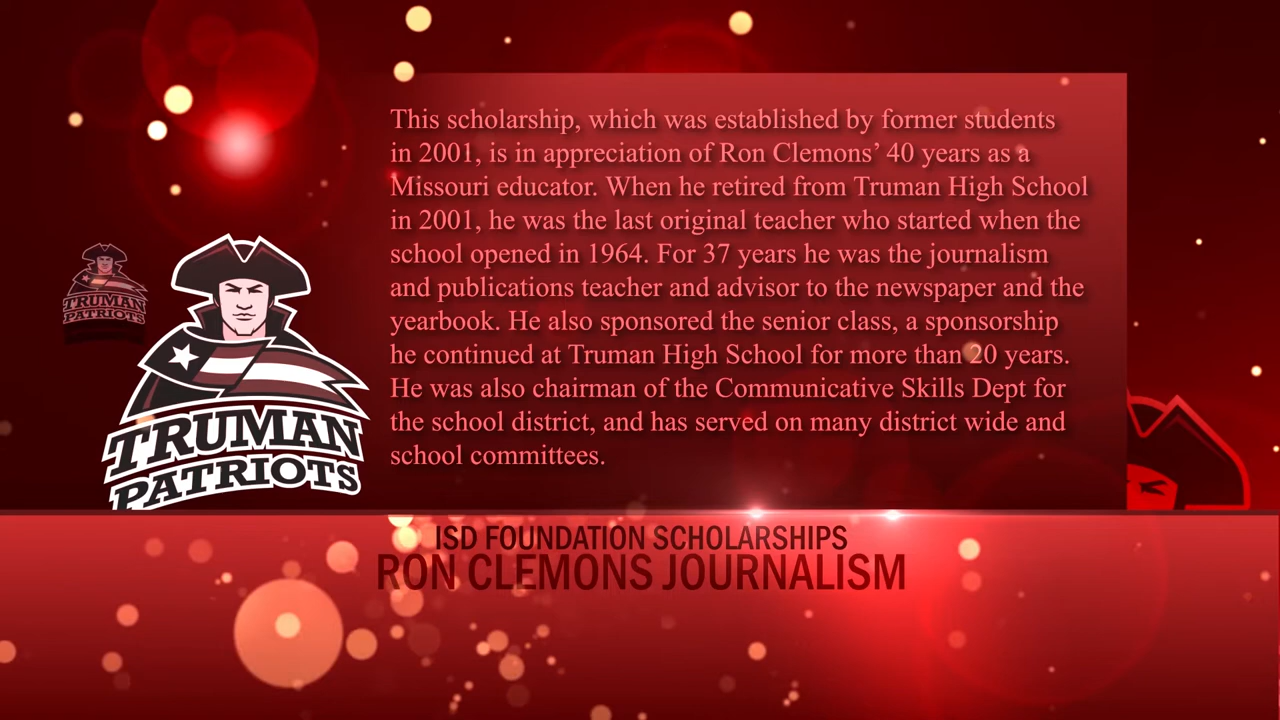 This scholarship, which was established by former students
in 2001, is in appreciation of Ron Clemons’ 40 years as a
Missouri educator. When he retired from Truman High School
in 2001, he was the last original teacher who started when the
school opened in 1964. For 37 years he was the journalism
and publications teacher and advisor to the newspaper and the
yearbook. He also sponsored the senior class, a sponsorship
he continued at Truman High School for more than 20 years.
He was also chairman of the Communicative Skills Dept for
the school district, and has served on many district wide and
school committees.
TRUMAN
PATRIOTS
TRUMAN
PATRIOTS
ISD FOUNDATION SCHOLARSHIPS
RON CLEMONS JOURNALISM